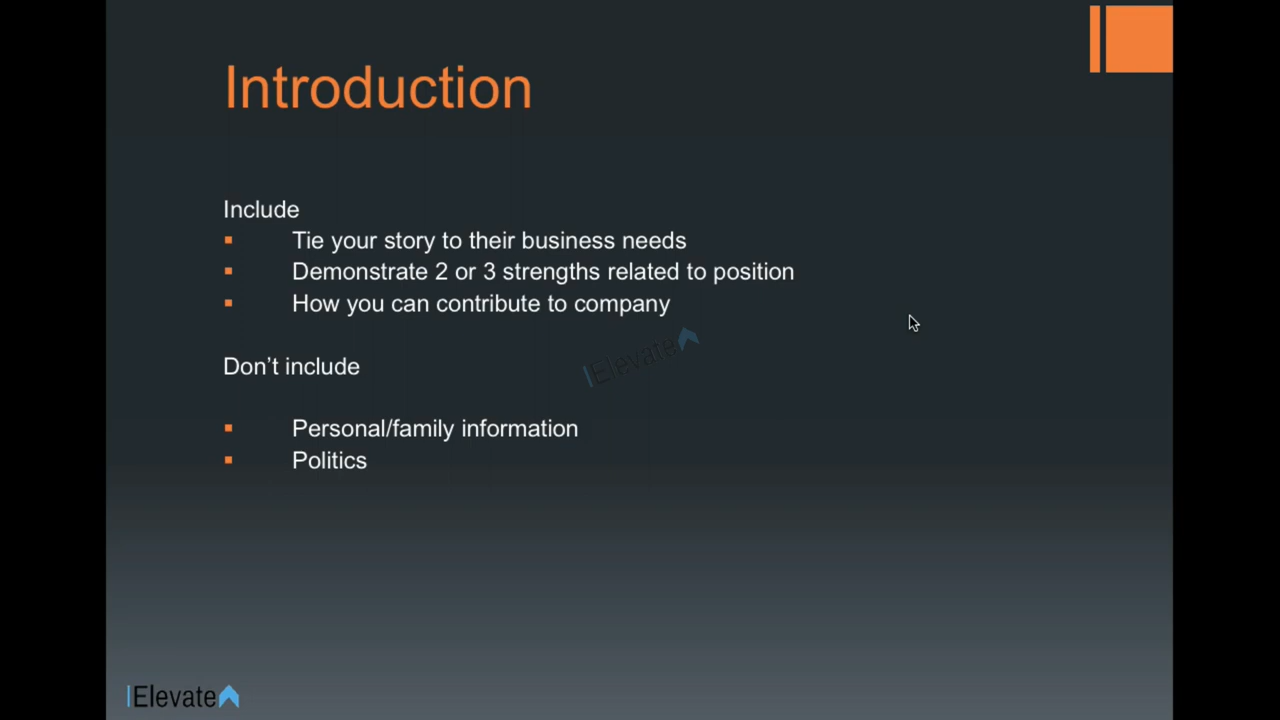 Introduction
Include
▪ Tie your story to their business needs
▪ Demonstrate 2 or 3 strengths related to position
▪ How you can contribute to company
Elevate
Don’t include
▪ Personal/family information
▪ Politics
Elevate